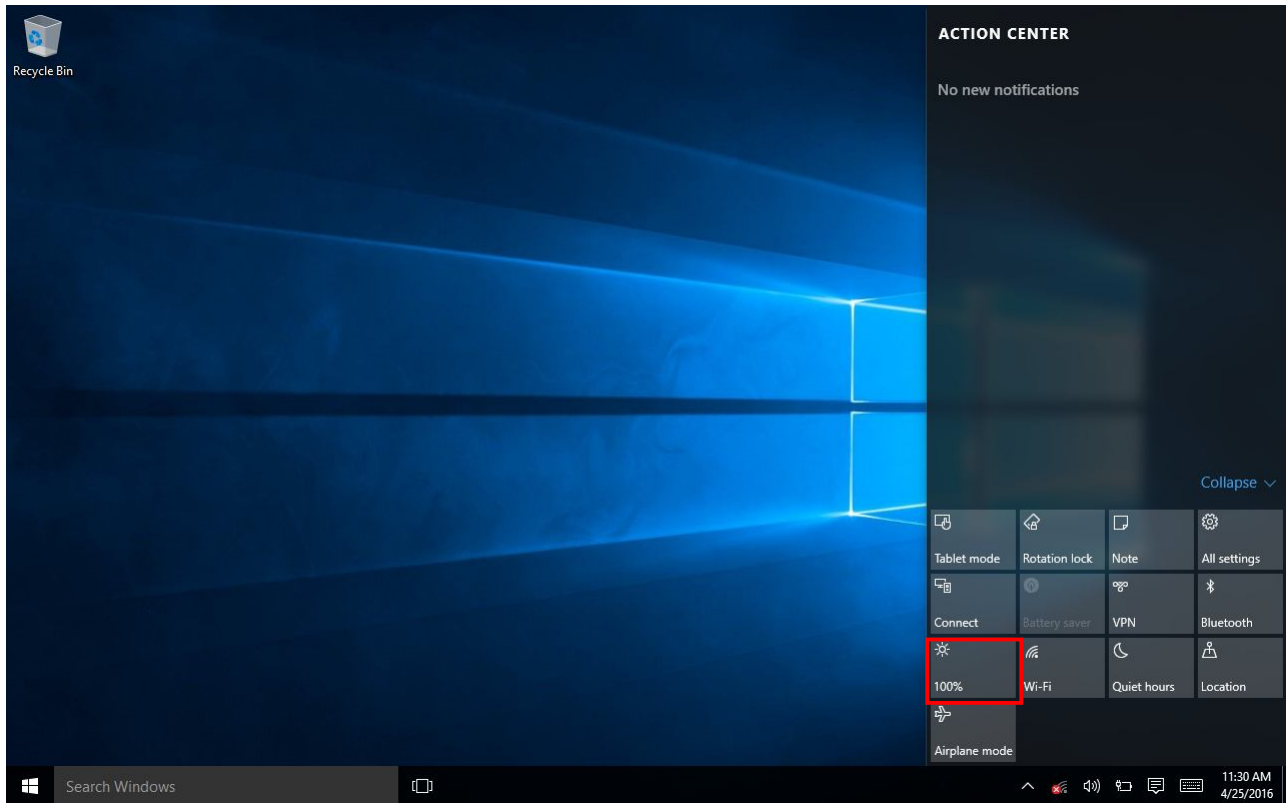 Recycle Bin
ACTION CENTER
No new notifications
Collapse
Tablet mode
Rotation lock
Note
All settings
Connect
Battery saver
VPN
Bluetooth
100%
Wi-Fi
Quiet hours
Location
Airplane mode
Search Windows
11:30 AM
4/25/2016